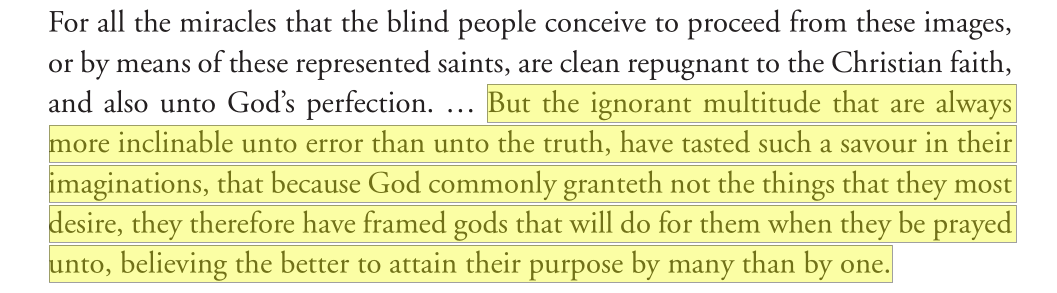 For all the miracles that the blind people conceive to proceed from these images,
or by means of these represented saints, are clean repugnant to the Christian faith,
and also unto God’s perfection. … But the ignorant multitude that are always
more inclinable unto error than unto the truth, have tasted such a savour in their
imaginations, that because God commonly granteth not the things that they most
desire, they therefore have framed gods that will do for them when they be prayed
unto, believing the better to attain their purpose by many than by one.